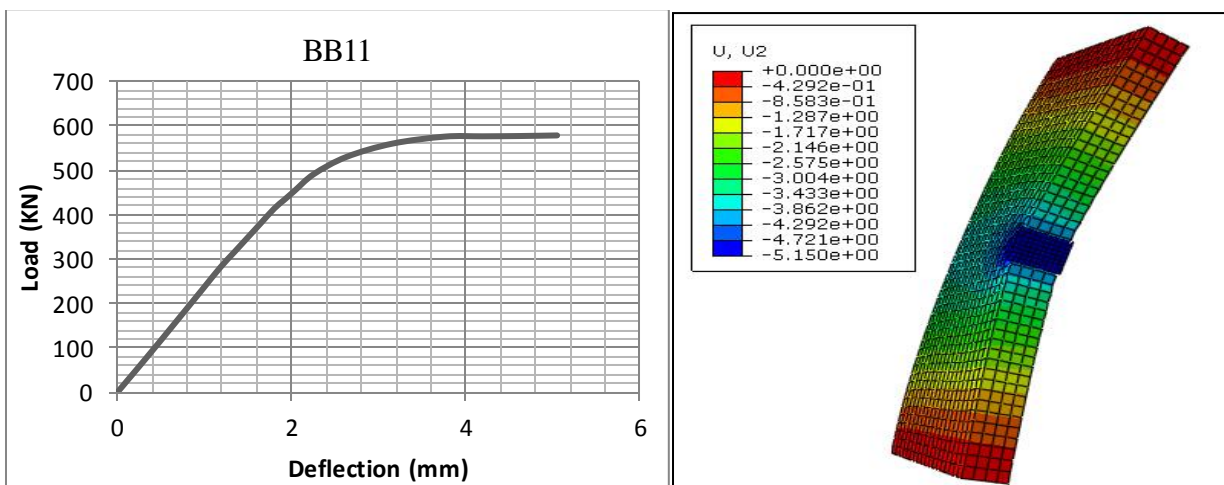 BB11
700
600
500
400
300
200
100
0
0 2 4 6
Load (KN)
Deflection (mm)
U, U2
+0.000e+00
-4.292e-01
-8.583e-01
-1.287e+00
-1.717e+00
-2.146e+00
-2.575e+00
-3.004e+00
-3.433e+00
-3.862e+00
-4.292e+00
-4.721e+00
-5.150e+00